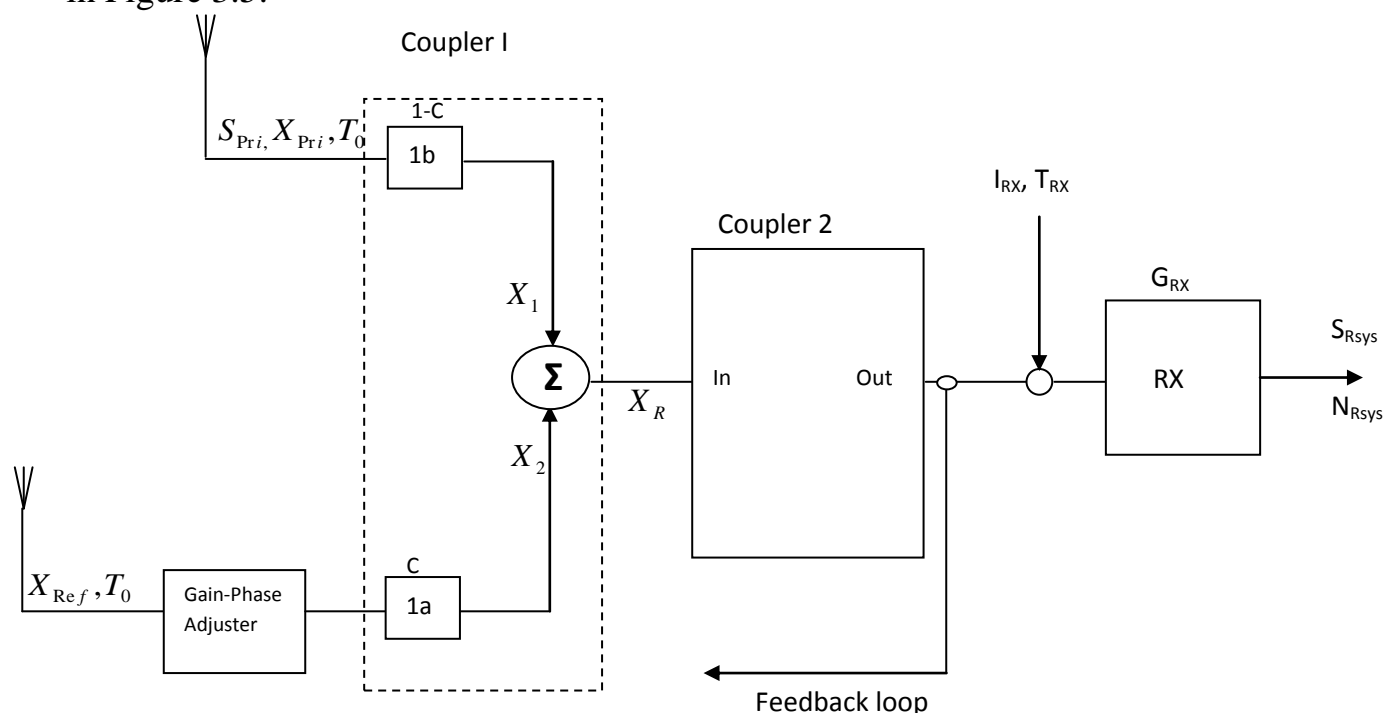 in Figure 3.3:
Coupler I
1-C
S_Pri, X_Pri, T_0
1b
I_RX, T_RX
Coupler 2
G_RX
X_1
S_Rsys
Σ
In
Out
RX
X_R
N_Rsys
X_2
C
X_Ref, T_0
Gain-Phase
Adjuster
1a
Feedback loop